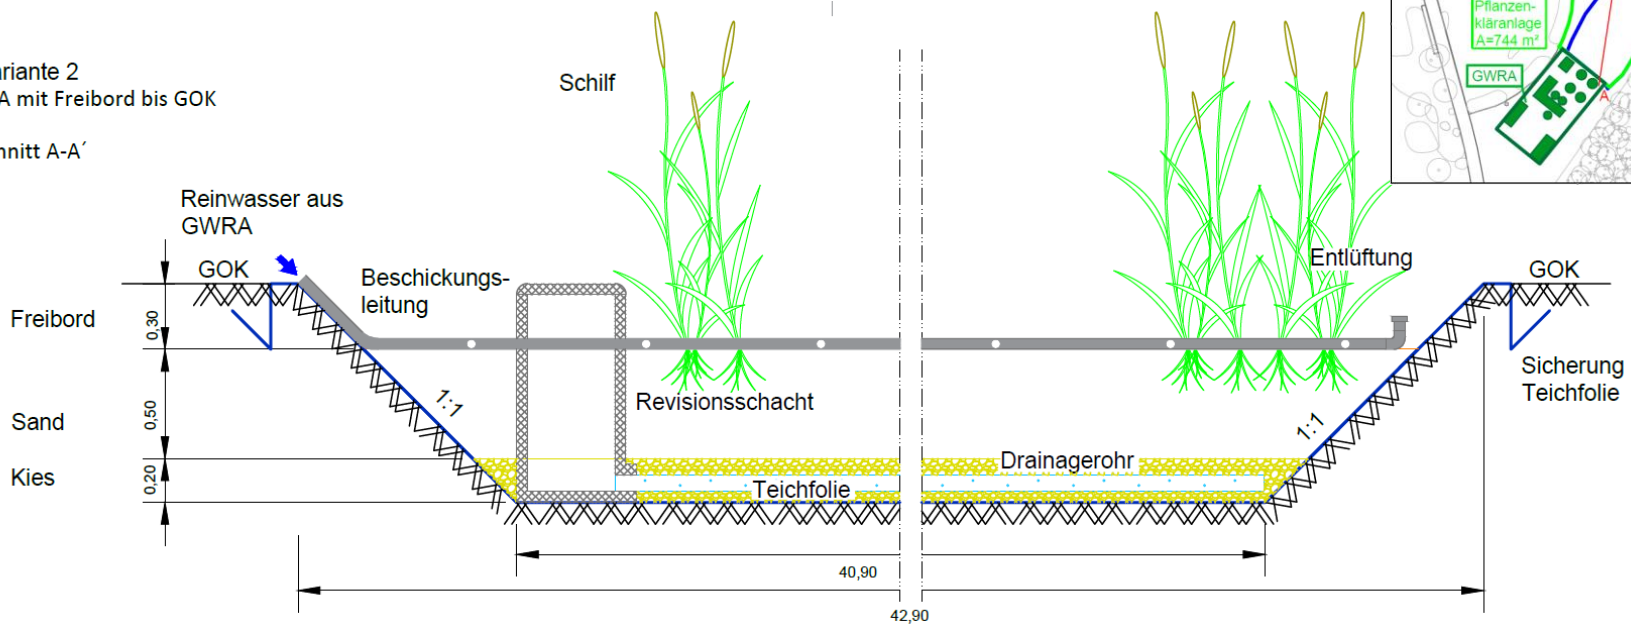 ariante 2
A mit Freibord bis GOK
hnitt A-A´
Schilf
Pflanzen-
kläranlage
A=744 m²
GWRA
A
Reinwasser aus
GWRA
GOK
Beschickungs-
leitung
Entlüftung
GOK
Freibord
0,30
Sicherung
Teichfolie
Revisionsschacht
1:1
1:1
Sand
0,50
Drainagerohr
Kies
0,20
Teichfolie
40,90
42,90